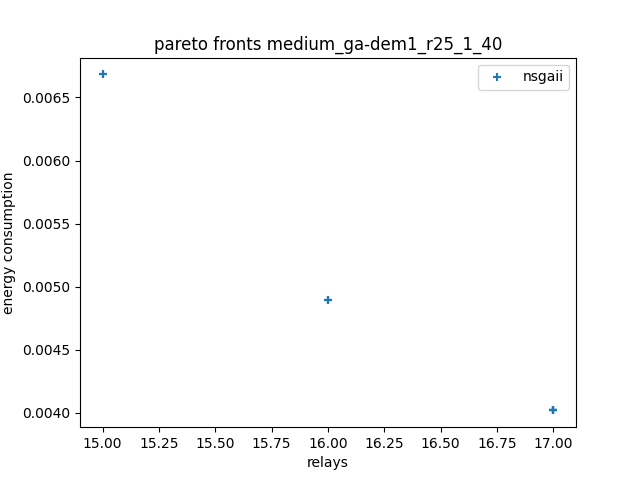 pareto fronts medium_ga-dem1_r25_1_40
nsgaii
0.0065
0.0060
0.0055
0.0050
0.0045
0.0040
energy consumption
15.00 15.25 15.50 15.75 16.00 16.25 16.50 16.75 17.00
relays